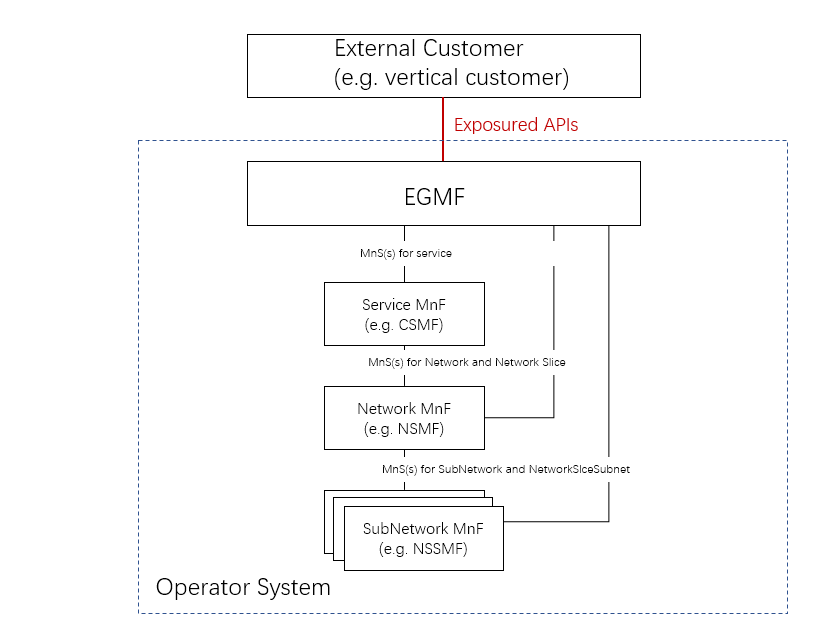 External Customer
(e.g. vertical customer)
Exposured APIs
EGMF
MnS(s) for service
Service MnF
(e.g. CSMF)
MnS(s) for Network and Network Slice
Network MnF
(e.g. NSMF)
MnS(s) for SubNetwork and NetworkSlceSubnet
SubNetwork MnF
(e.g. NSSMF)
Operator System